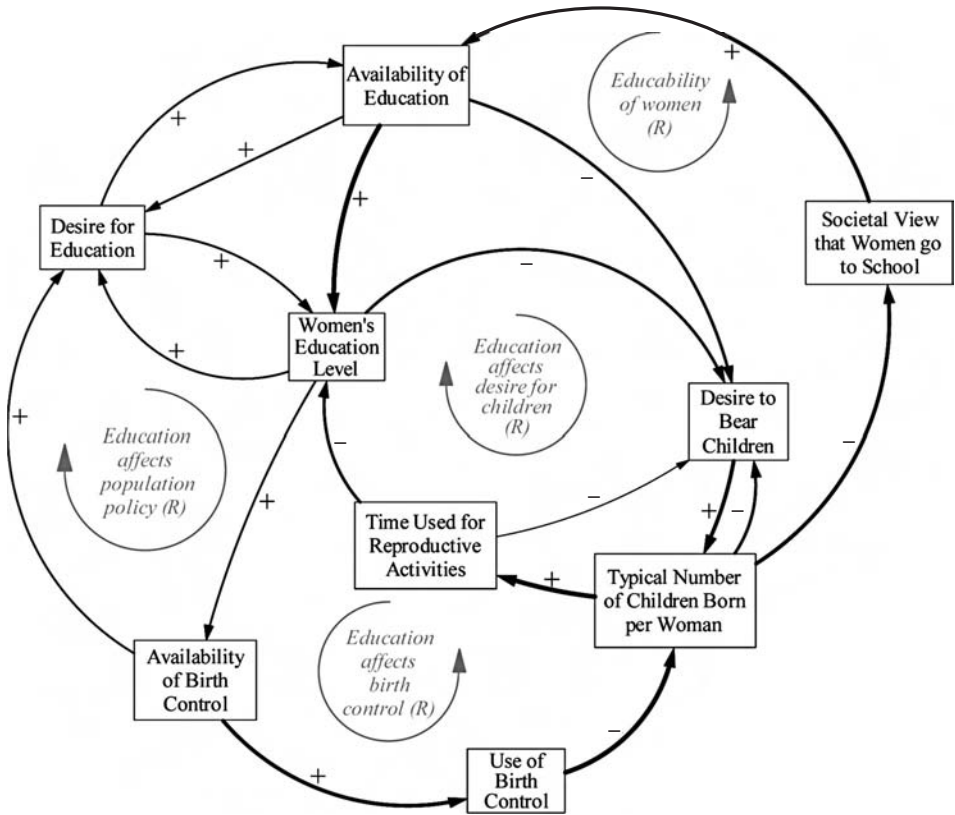 Availability of
Education
Educability
of women
(R)
+
+
+
-
+
Desire for
Education
Societal View
that Women go
to School
+
-
Women's
Education
Level
Education
affects
desire for
children
(R)
+
Desire to
Bear
Children
+
Education
affects
population
policy (R)
-
-
-
+
+
-
Time Used for
Reproductive
Activities
+
Typical Number
of Children Born
per Woman
Availability
of Birth
Control
Education
affects
birth
control (R)
-
+
Use of
Birth
Control